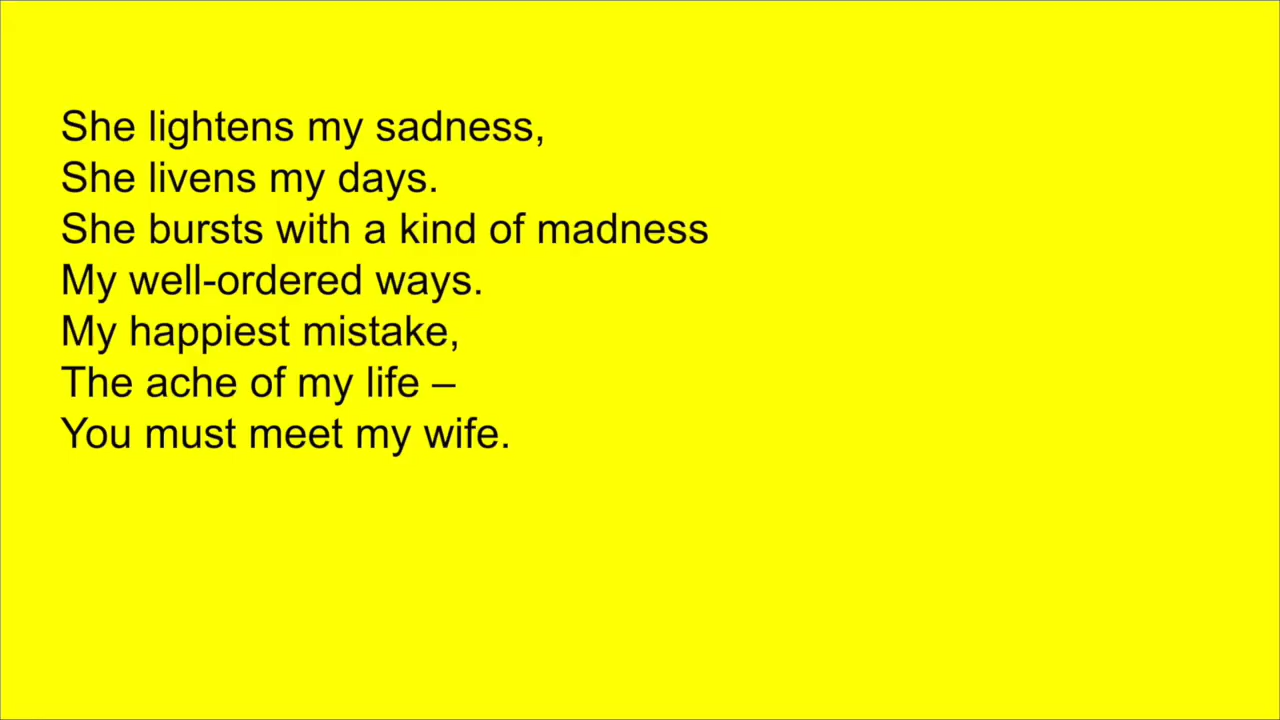 She lightens my sadness,
She livens my days.
She bursts with a kind of madness
My well-ordered ways.
My happiest mistake,
The ache of my life –
You must meet my wife.